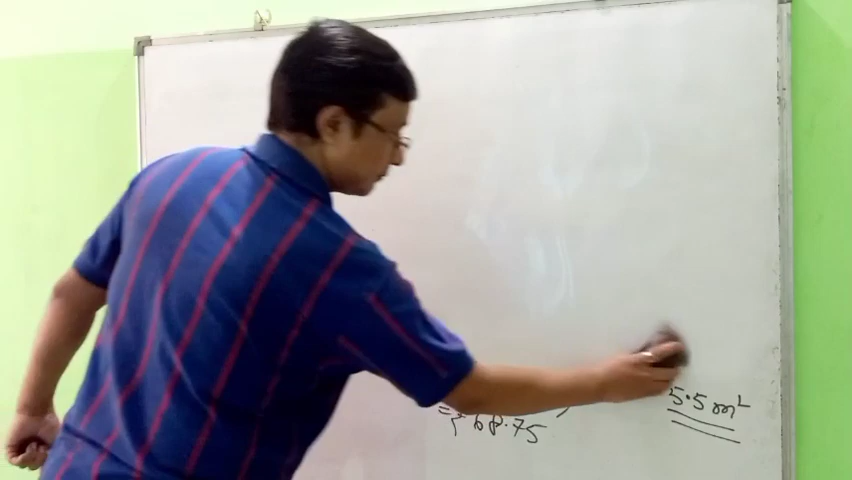 5.5 m²
= ₹ 68.75